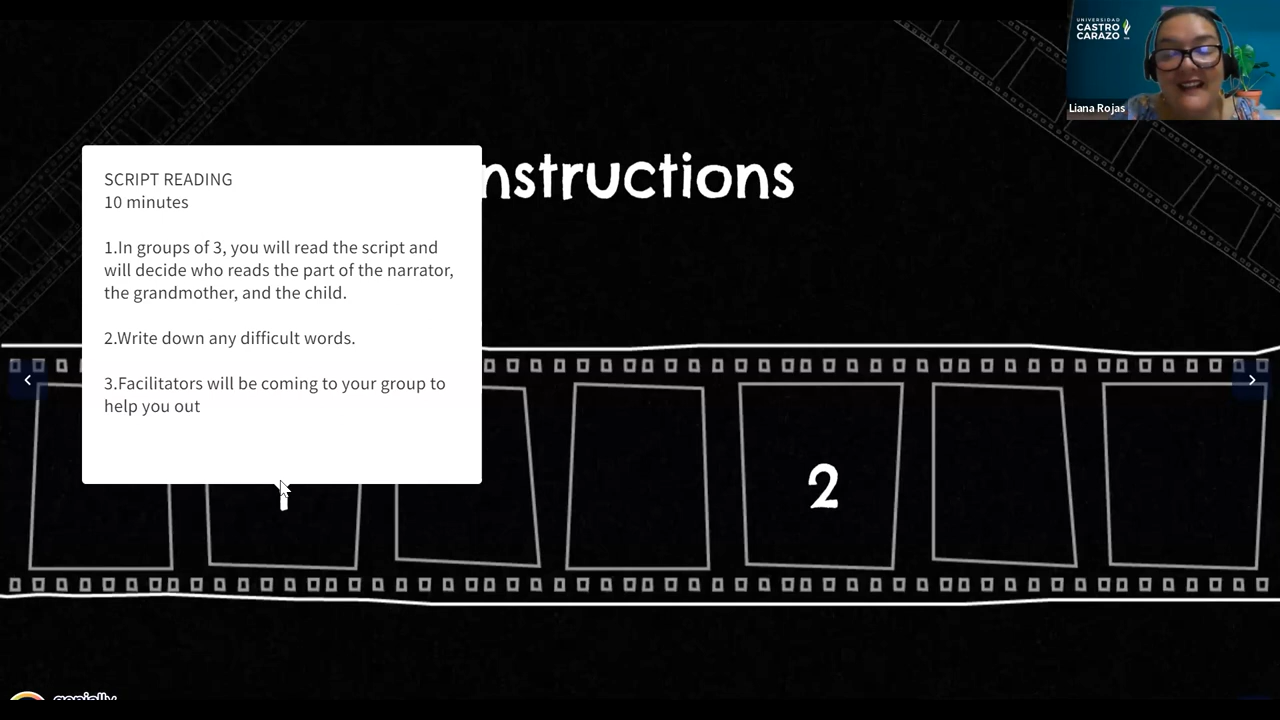 UNIVERSIDAD
CASTRO
CARAZO
Liana Rojas
nstructions
SCRIPT READING
10 minutes
1.In groups of 3, you will read the script and
will decide who reads the part of the narrator,
the grandmother, and the child.
2.Write down any difficult words.
3.Facilitators will be coming to your group to
help you out
2
genially